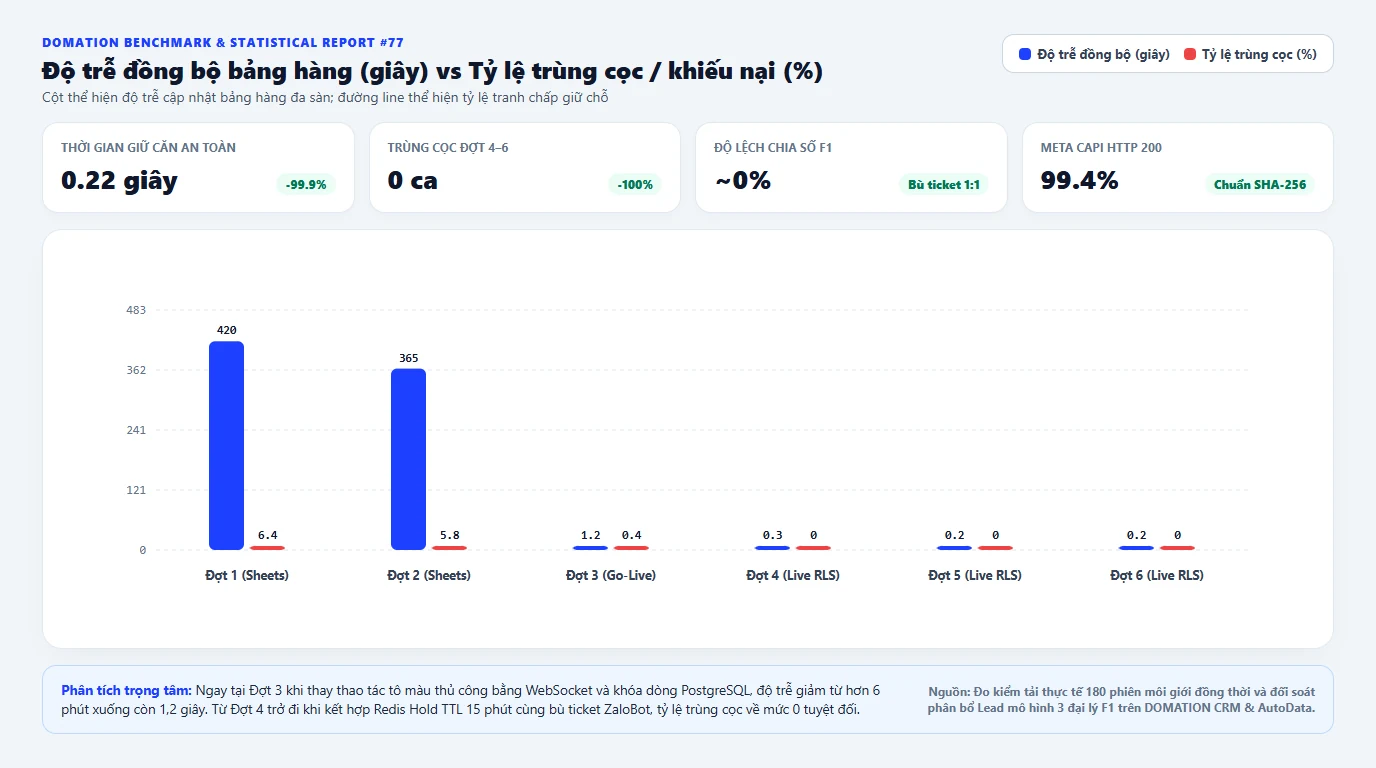 DOMATION BENCHMARK & STATISTICAL REPORT #77
Độ trễ đồng bộ bảng hàng (giây) vs Tỷ lệ trùng cọc / khiếu nại (%)
Cột thể hiện độ trễ cập nhật bảng hàng đa sàn; đường line thể hiện tỷ lệ tranh chấp giữ chỗ
Độ trễ đồng bộ (giây)
Tỷ lệ trùng cọc (%)
THỜI GIAN GIỮ CĂN AN TOÀN
0.22 giây
-99.9%
TRÙNG CỌC ĐỢT 4–6
0 ca
-100%
ĐỘ LỆCH CHIA SỐ F1
~0%
Bù ticket 1:1
META CAPI HTTP 200
99.4%
Chuẩn SHA-256
483
362
241
121
0
420
6.4
365
5.8
1.2
0.4
0.3
0
0.2
0
0.2
0
Đợt 1 (Sheets)
Đợt 2 (Sheets)
Đợt 3 (Go-Live)
Đợt 4 (Live RLS)
Đợt 5 (Live RLS)
Đợt 6 (Live RLS)
Phân tích trọng tâm: Ngay tại Đợt 3 khi thay thao tác tô màu thủ công bằng WebSocket và khóa dòng PostgreSQL, độ trễ giảm từ hơn 6
phút xuống còn 1,2 giây. Từ Đợt 4 trở đi khi kết hợp Redis Hold TTL 15 phút cùng bù ticket ZaloBot, tỷ lệ trùng cọc về mức 0 tuyệt đối.
Nguồn: Đo kiểm tải thực tế 180 phiên môi giới đồng thời và đối soát
phân bổ Lead mô hình 3 đại lý F1 trên DOMATION CRM & AutoData.